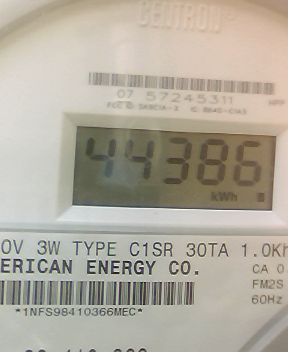 CENTRON
07 57245311
44386
kWh
0V 3W TYPE C1SR 30TA 1.0Kh
ERICAN ENERGY CO.
CA 0
FM2S
60Hz
*1NFS98410366MEC*